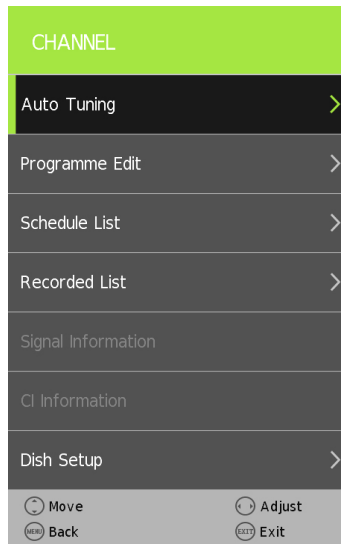 CHANNEL
Auto Tuning
Programme Edit
Schedule List
Recorded List
Signal Information
CI Information
Dish Setup
Move Adjust
MENU Back EXIT Exit